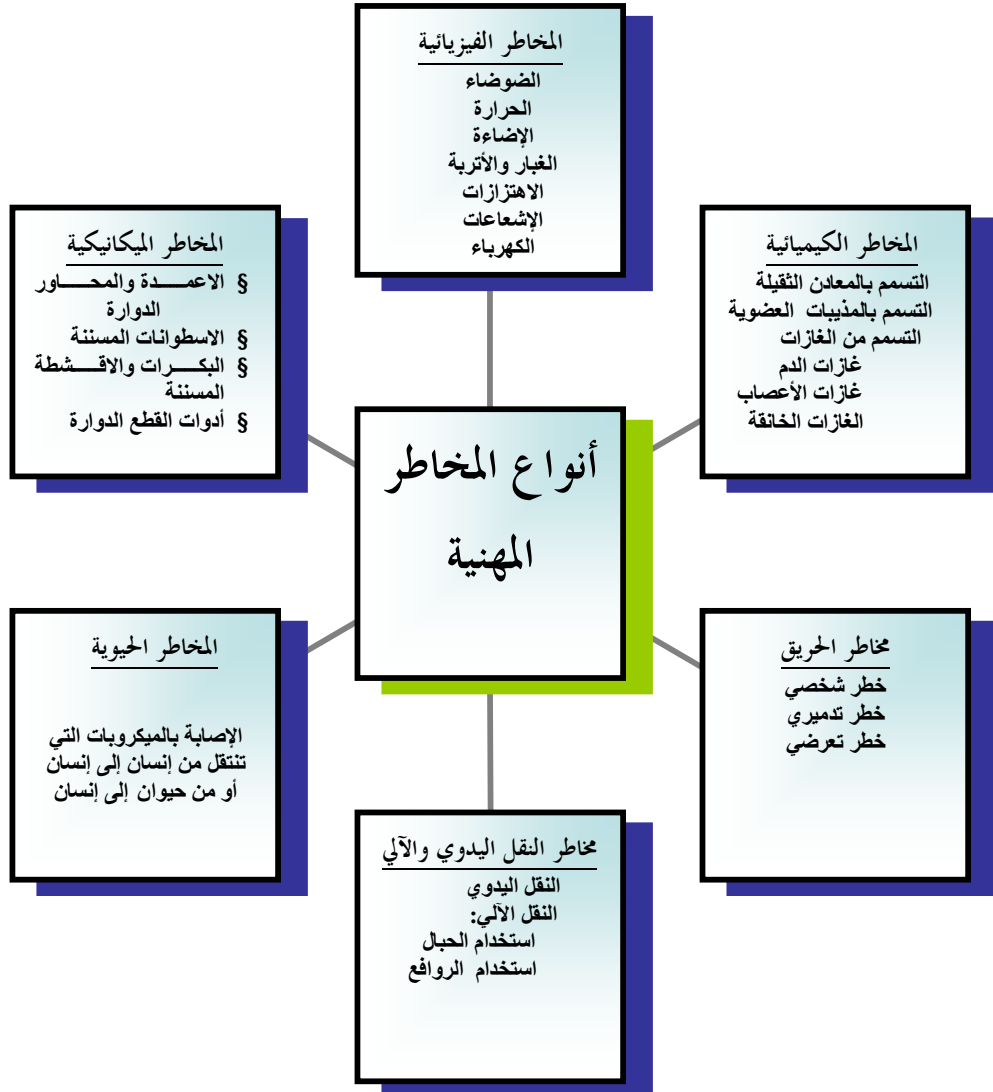 المخاطر الفيزيائية
الضوضاء
الحرارة
الإضاءة
الغبار والأتربة
الاهتزازات
الإشعاعات
الكهرباء
المخاطر الكيميائية
التسمم بالمعادن الثقيلة
التسمم بالمذيبات العضوية
التسمم من الغازات
غازات الدم
غازات الأعصاب
الغازات الخانقة
المخاطر الميكانيكية
§ الاعمـــدة والمحـــاور
الدوارة
§ الاسطوانات المسننة
§ البكـــرات والاقـــشطة
المسننة
§ أدوات القطع الدوارة
أنواع المخاطر
المهنية
مخاطر الحريق
خطر شخصي
خطر تدميري
خطر تعرضي
المخاطر الحيوية
الإصابة بالميكروبات التي
تنتقل من إنسان إلى إنسان
أو من حيوان إلى إنسان
مخاطر النقل اليدوي والآلي
النقل اليدوي
النقل الآلي:
استخدام الحبال
استخدام الروافع